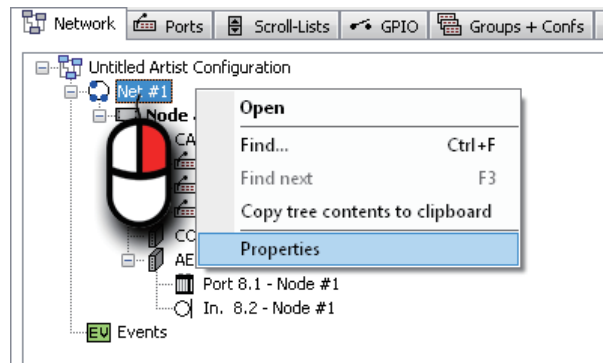 Network Ports Scroll-Lists GPIO Groups + Confs
Untitled Artist Configuration
Net #1
Open
Node
Find... Ctrl+F
CA
Find next F3
Copy tree contents to clipboard
CO
Properties
AE
Port 8.1 - Node #1
In. 8.2 - Node #1
EV Events